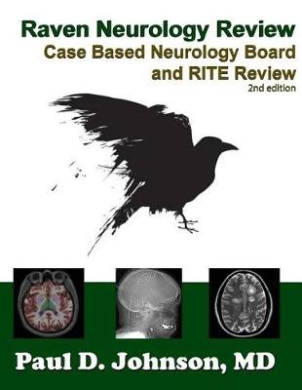 Raven Neurology Review
Case Based Neurology Board
and RITE Review
2nd edition
Paul D. Johnson, MD